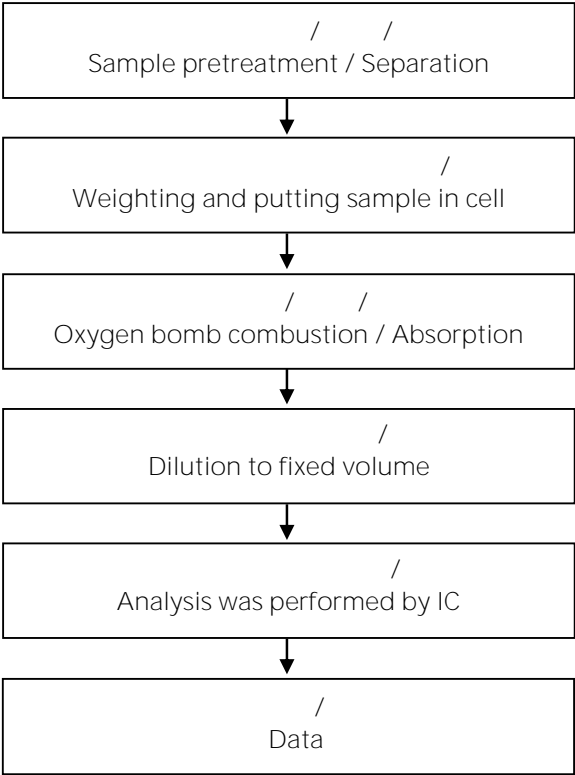 / /
Sample pretreatment / Separation
/
Weighting and putting sample in cell
/ /
Oxygen bomb combustion / Absorption
/
Dilution to fixed volume
/
Analysis was performed by IC
/
Data